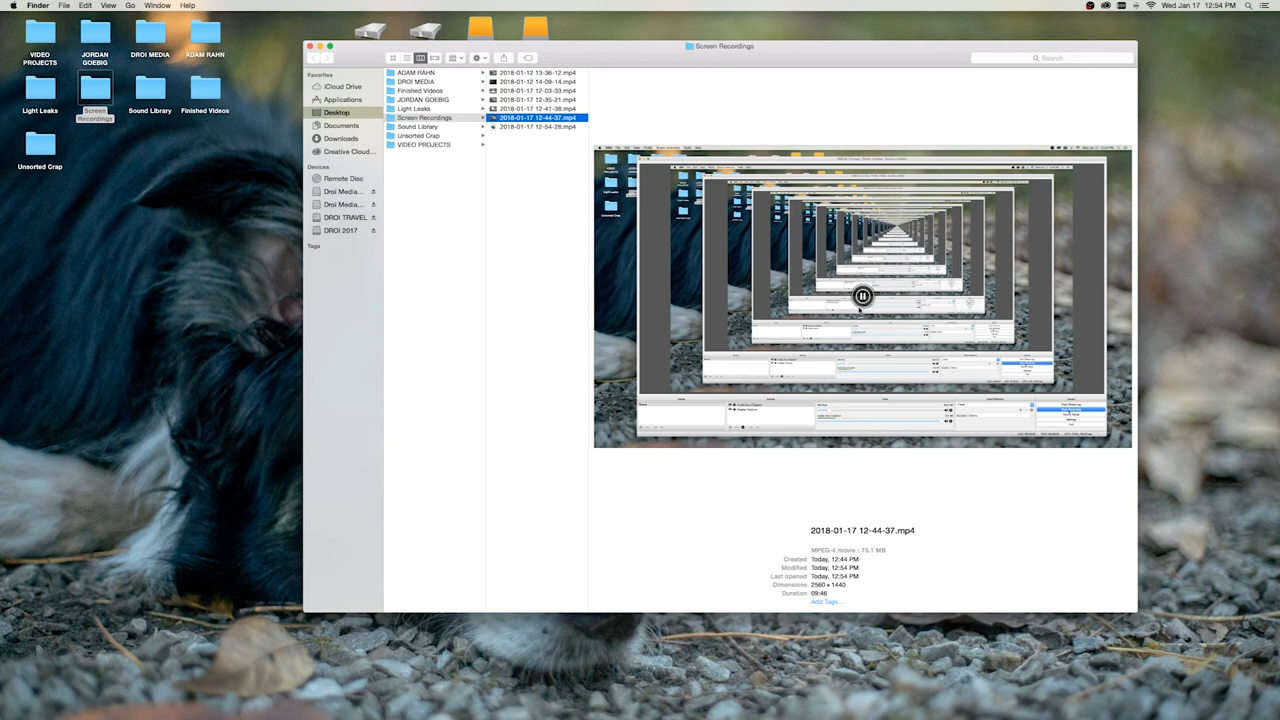 Finder File Edit View Go Window Help
Wed Jan 17 12:54 PM
VIDEO PROJECTS
JORDAN GOEBIG
DROI MEDIA
ADAM RAHN
Light Leaks
Screen Recordings
Sound Library
Finished Videos
Unsorted Crap
Screen Recordings
Search
Favorites
iCloud Drive
Applications
Desktop
Documents
Downloads
Creative Cloud...
Devices
Remote Disc
Droi Media...
Droi Media...
DROI TRAVEL
DROI 2017
Tags
ADAM RAHN
DROI MEDIA
Finished Videos
JORDAN GOEBIG
Light Leaks
Screen Recordings
Sound Library
Unsorted Crap
VIDEO PROJECTS
2018-01-12 13-36-12.mp4
2018-01-12 14-09-14.mp4
2018-01-17 12-03-33.mp4
2018-01-17 12-35-21.mp4
2018-01-17 12-41-38.mp4
2018-01-17 12-44-37.mp4
2018-01-17 12-54-28.mp4
2018-01-17 12-44-37.mp4
MPEG-4 movie - 75.1 MB
Created Today, 12:44 PM
Modified Today, 12:54 PM
Last opened Today, 12:54 PM
Dimensions 2560 × 1440
Duration 09:46
Add Tags...